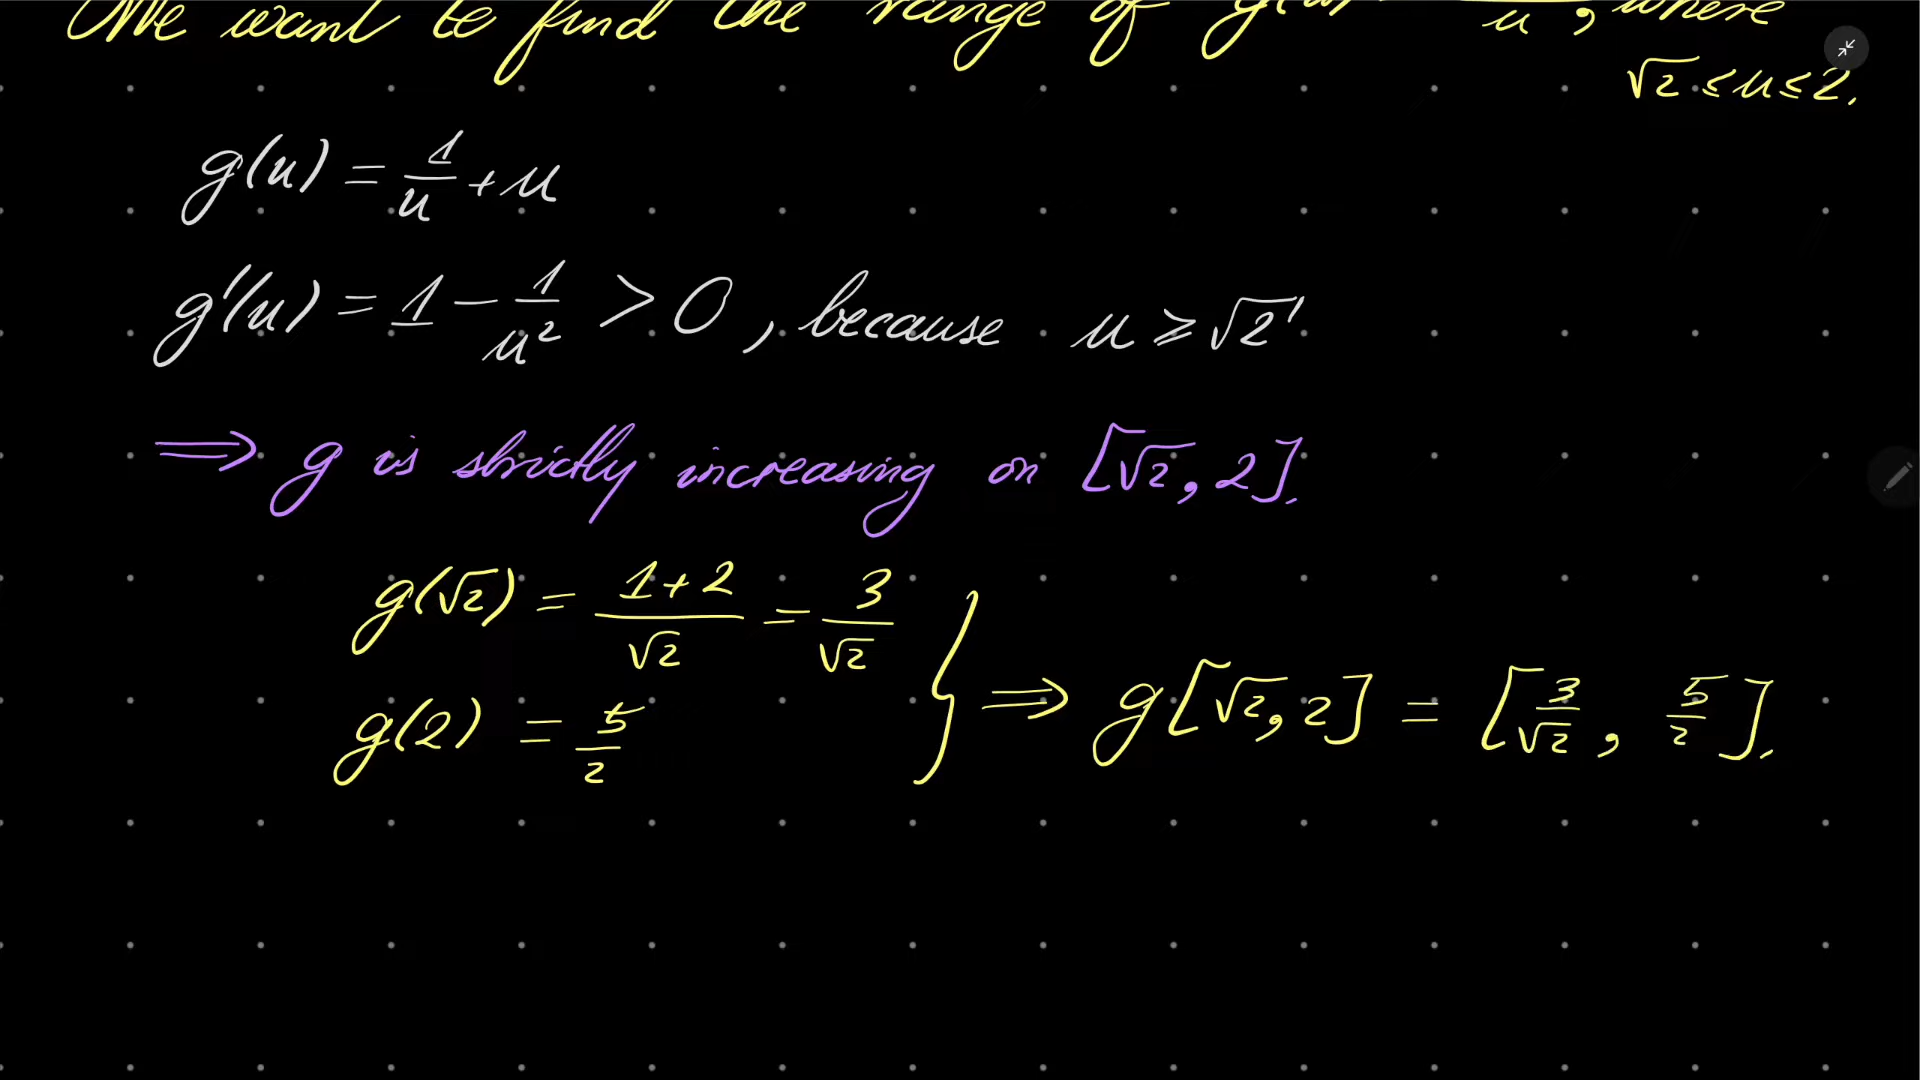 We want to find the range of g(u) u , where
√2 ≤ u ≤ 2.
g(u) = 1/u + u
g'(u) = 1 - 1/u² > 0 , because u ≥ √2
⟹ g is strictly increasing on [√2, 2].
g(√2) = (1+2)/√2 = 3/√2
g(2) = 5/2
} ⟹ g[√2, 2] = [3/√2 , 5/2].